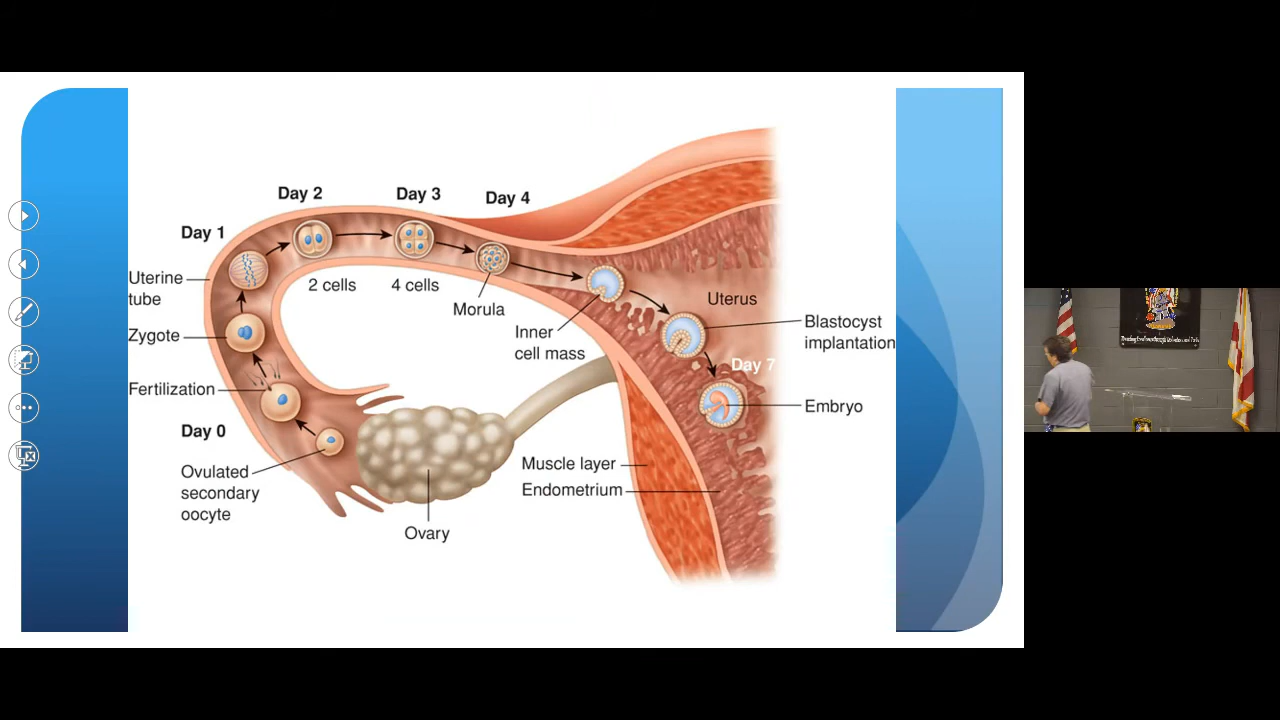 Day 2
Day 3
Day 4
Day 1
Uterine
tube
2 cells
4 cells
Morula
Uterus
Zygote
Inner
cell mass
Blastocyst
implantation
Day 7
Fertilization
Embryo
Day 0
Ovulated
secondary
oocyte
Muscle layer
Endometrium
Ovary